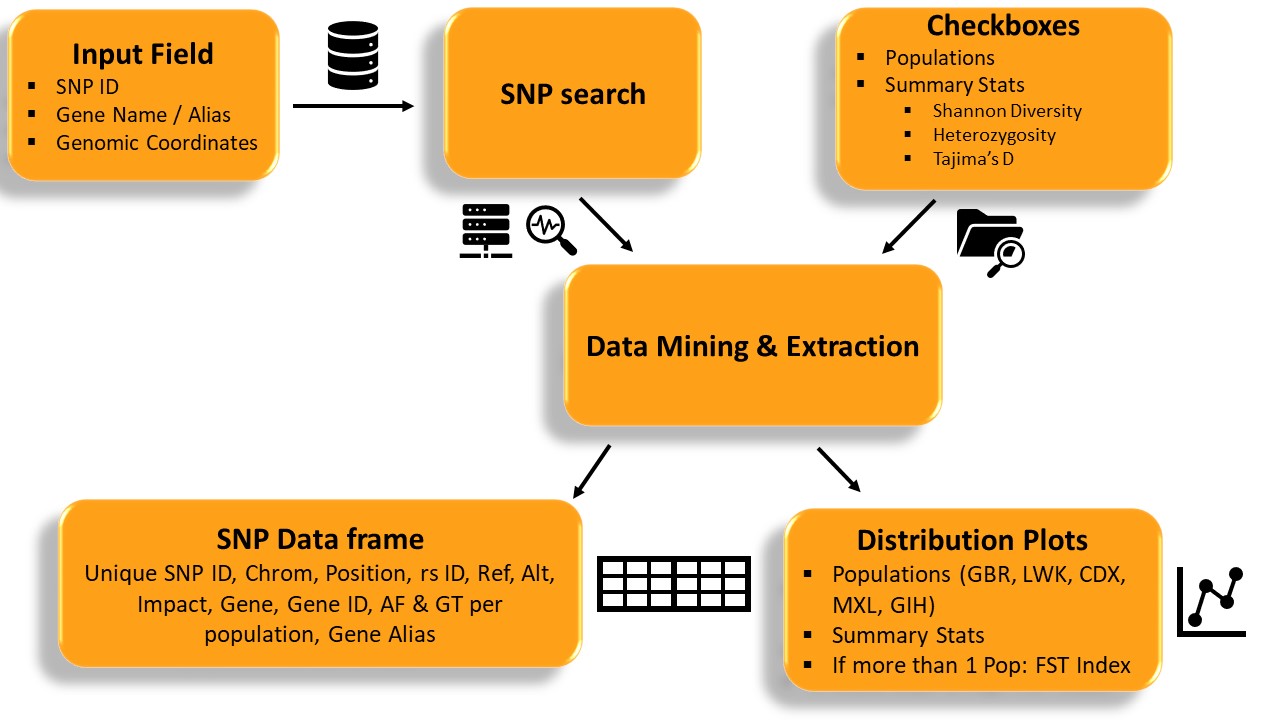 Input Field
▪ SNP ID
▪ Gene Name / Alias
▪ Genomic Coordinates
SNP search
Checkboxes
▪ Populations
▪ Summary Stats
▪ Shannon Diversity
▪ Heterozygosity
▪ Tajima’s D
Data Mining & Extraction
SNP Data frame
Unique SNP ID, Chrom, Position, rs ID, Ref, Alt,
Impact, Gene, Gene ID, AF & GT per
population, Gene Alias
Distribution Plots
▪ Populations (GBR, LWK, CDX,
MXL, GIH)
▪ Summary Stats
▪ If more than 1 Pop: FST Index